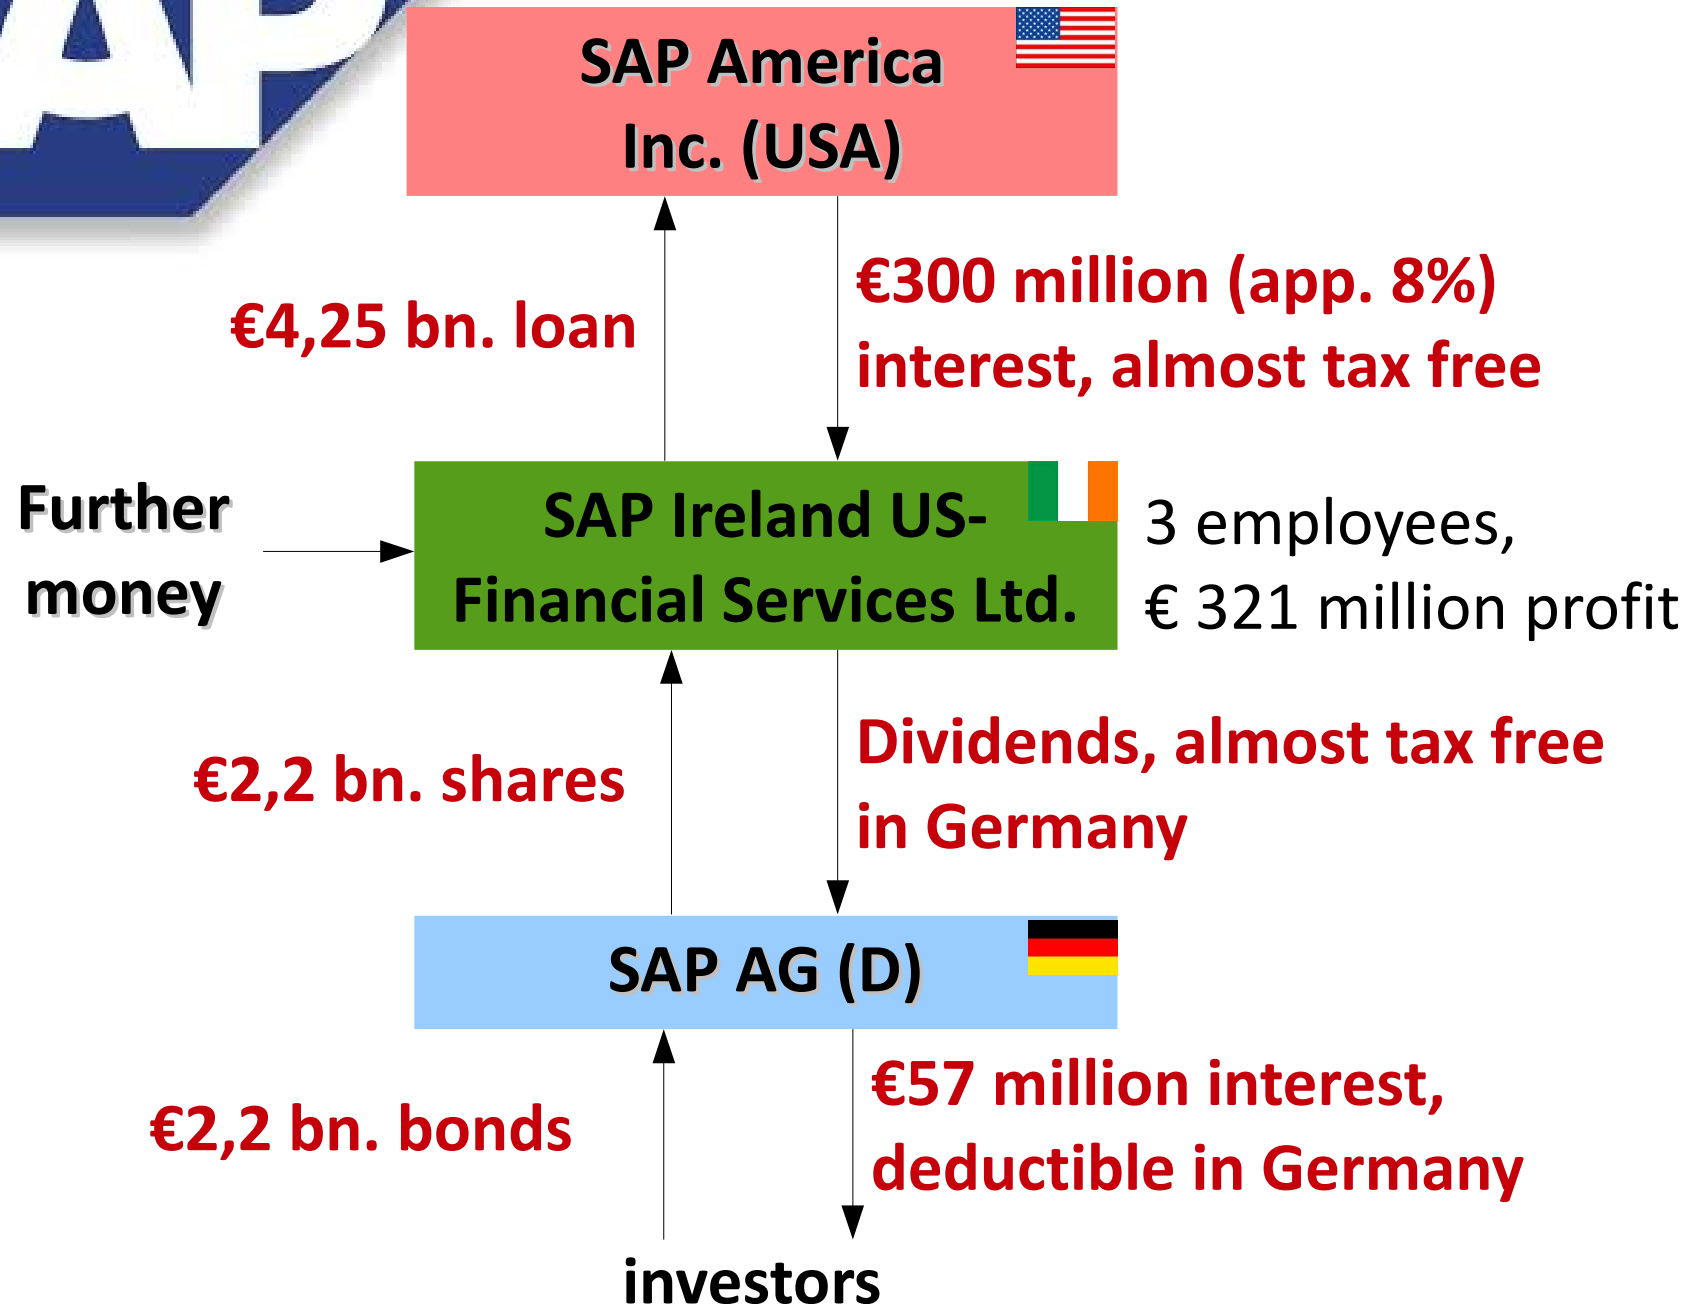 AP
SAP America
Inc. (USA)
€4,25 bn. loan
€300 million (app. 8%)
interest, almost tax free
Further
money
SAP Ireland US-
Financial Services Ltd.
3 employees,
€ 321 million profit
€2,2 bn. shares
Dividends, almost tax free
in Germany
SAP AG (D)
€2,2 bn. bonds
€57 million interest,
deductible in Germany
investors